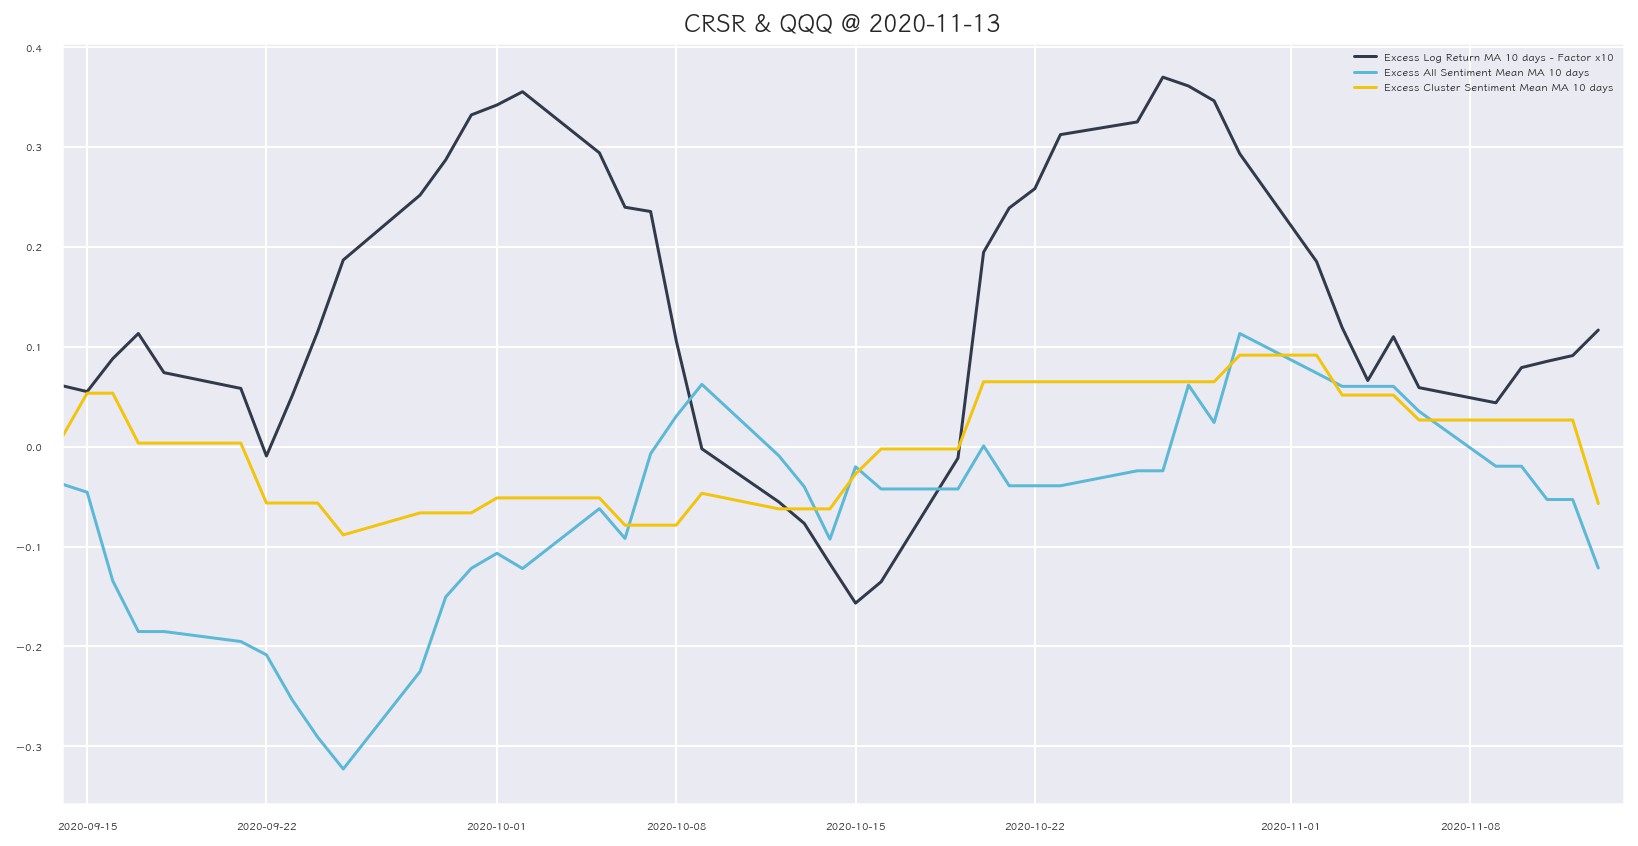 CRSR & QQQ @ 2020-11-13
Excess Log Return MA 10 days - Factor x10
Excess All Sentiment Mean MA 10 days
Excess Cluster Sentiment Mean MA 10 days
0.4
0.3
0.2
0.1
0.0
−0.1
−0.2
−0.3
2020-09-15 2020-09-22 2020-10-01 2020-10-08 2020-10-15 2020-10-22 2020-11-01 2020-11-08